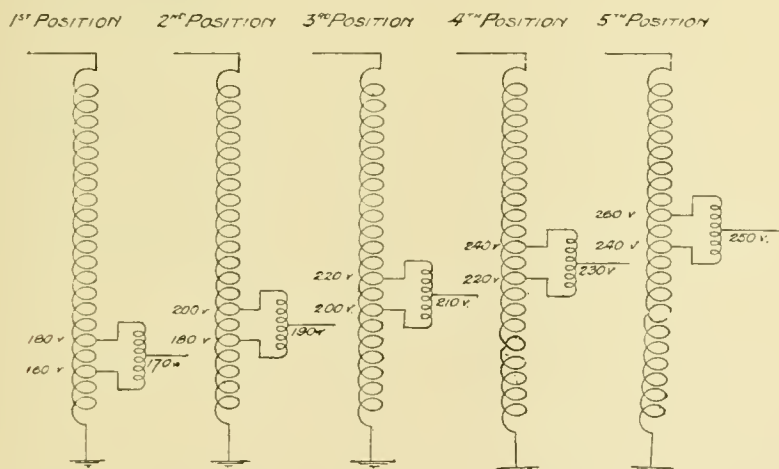 1ST POSITION 2ND POSITION 3RD POSITION 4TH POSITION 5TH POSITION
180 V
160 V
170 V
200 V
180 V
190 V
220 V
200 V
210 V.
240 V
220 V
230 V
260 V
240 V
250 V.